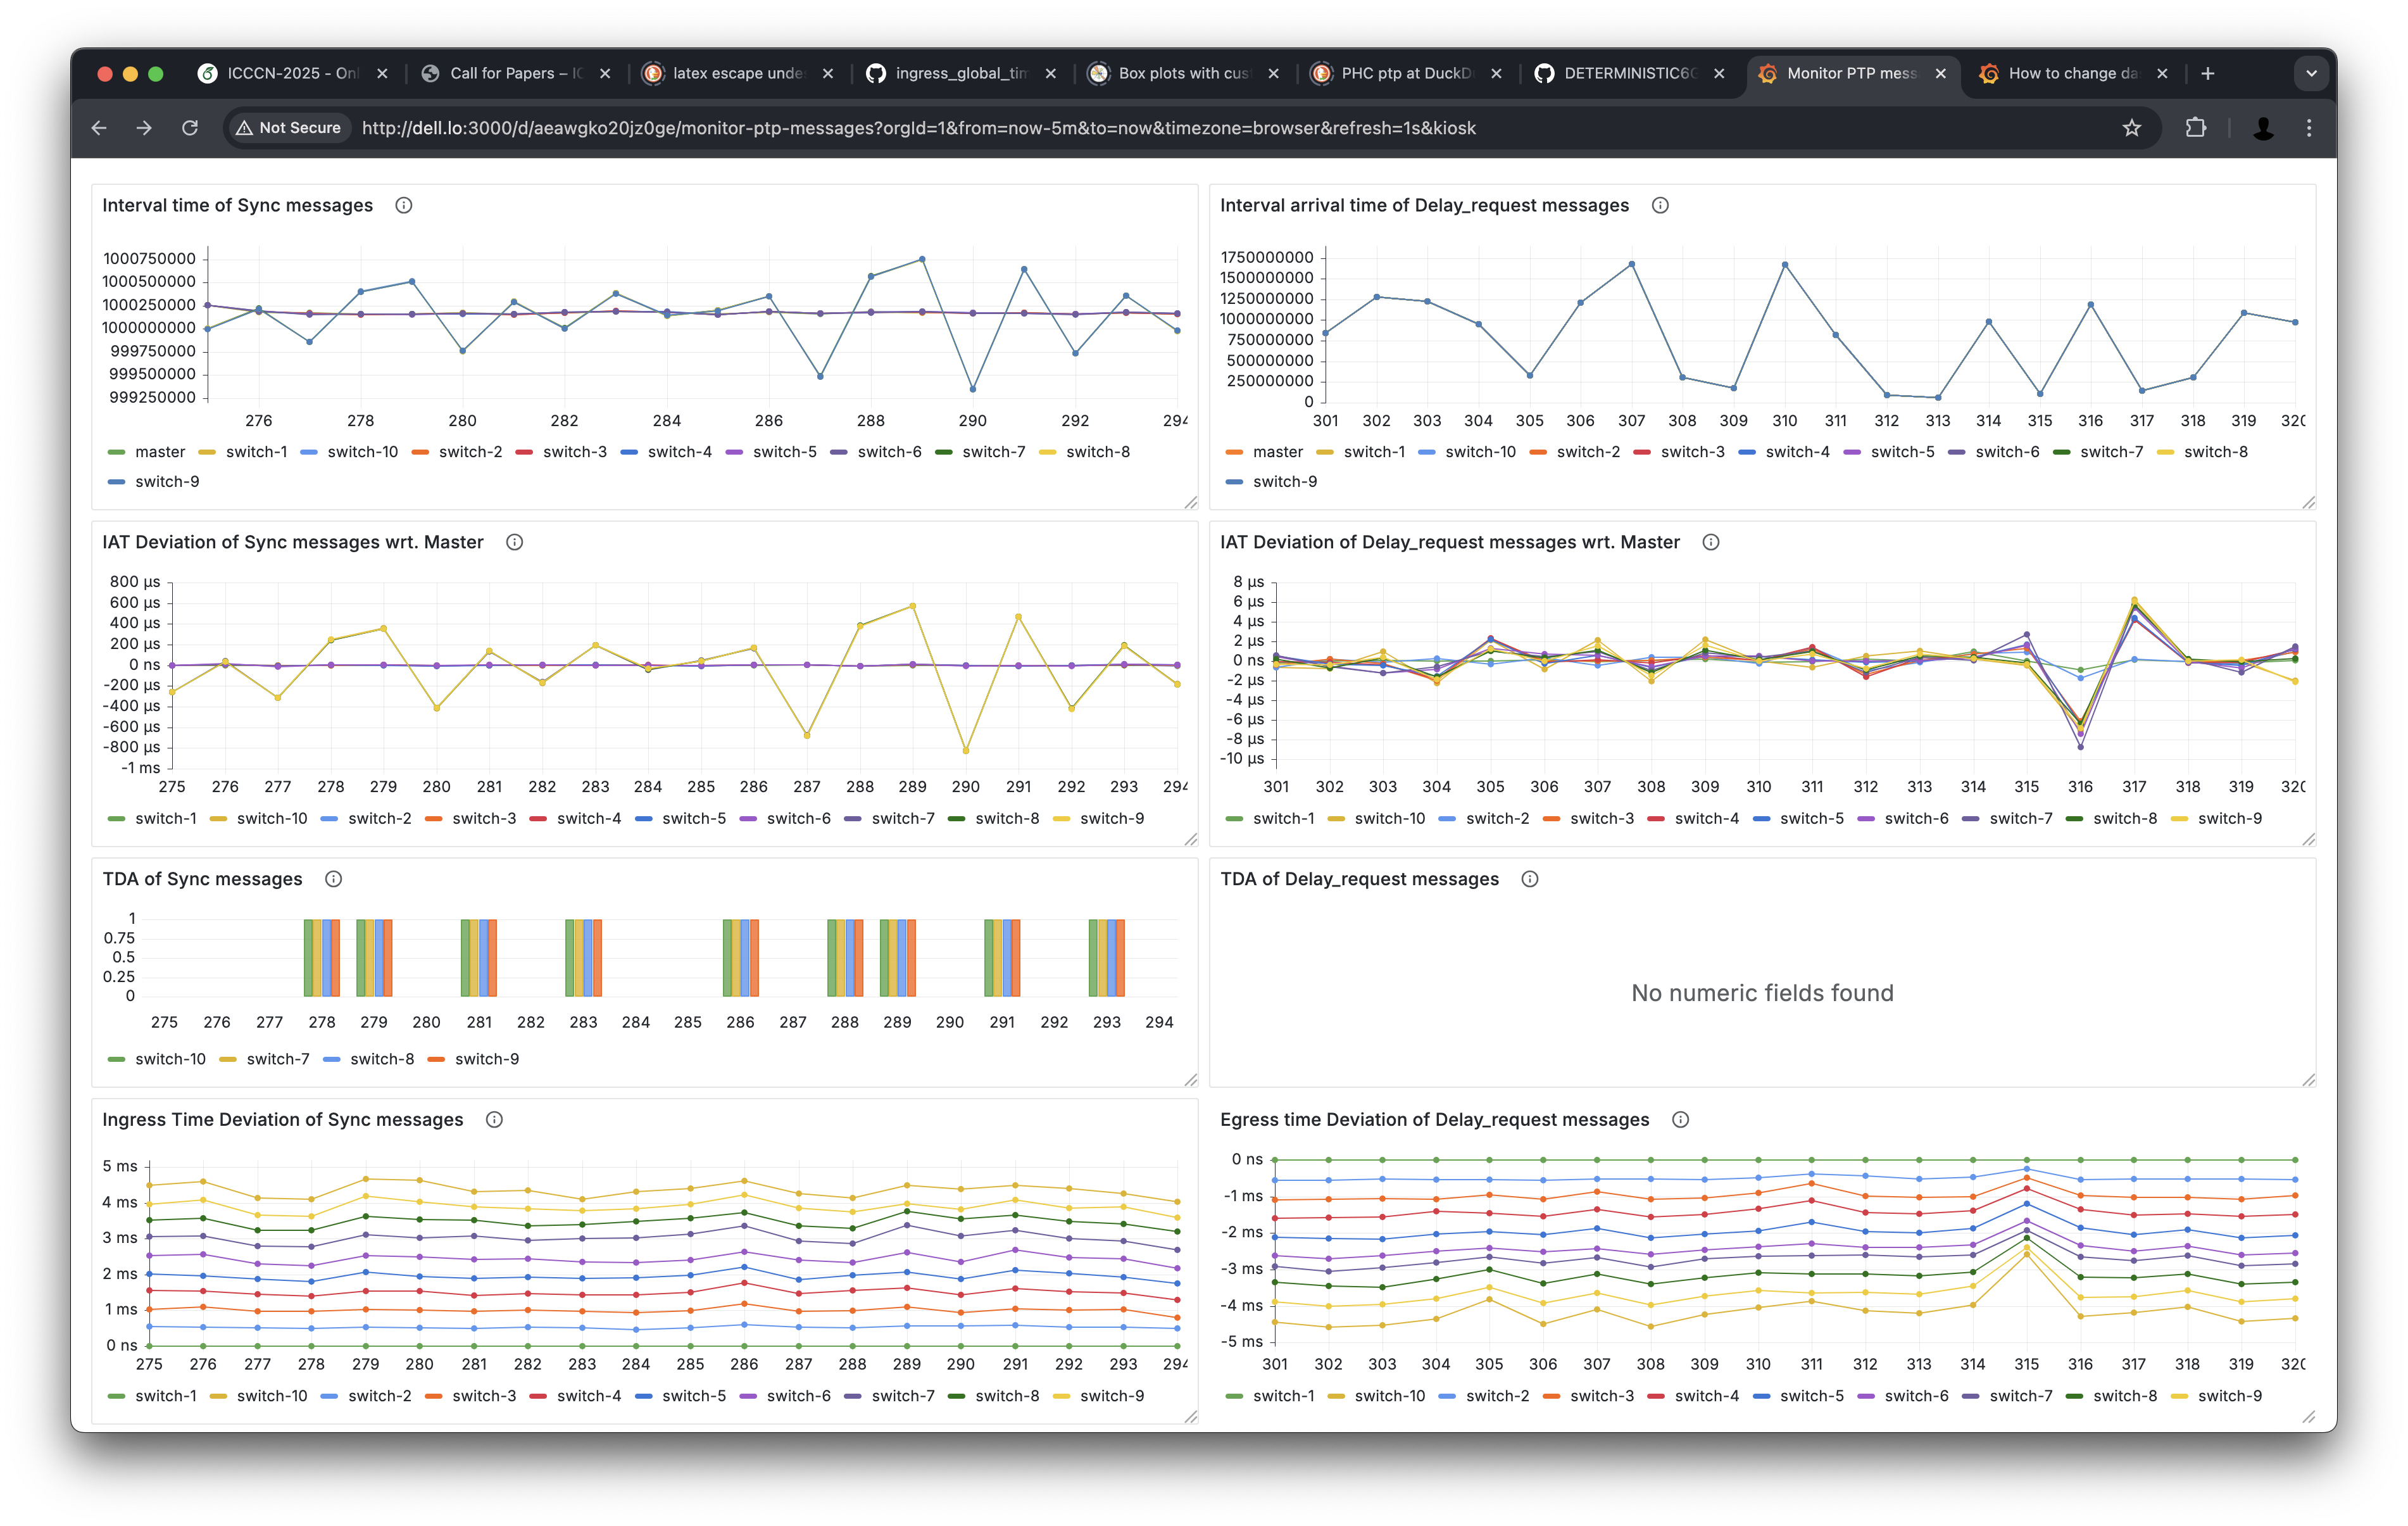 ICCCN-2025 - Onl
Call for Papers – IC
latex escape unde
ingress_global_tim
Box plots with cust
PHC ptp at DuckD
DETERMINISTIC6G
Monitor PTP mess
How to change da
Not Secure
http://dell.lo:3000/d/aeawgko20jz0ge/monitor-ptp-messages?orgId=1&from=now-5m&to=now&timezone=browser&refresh=1s&kiosk
Interval time of Sync messages
1000750000
1000500000
1000250000
1000000000
999750000
999500000
999250000
276 278 280 282 284 286 288 290 292 294
master switch-1 switch-10 switch-2 switch-3 switch-4 switch-5 switch-6 switch-7 switch-8
switch-9
Interval arrival time of Delay_request messages
1750000000
1500000000
1250000000
1000000000
750000000
500000000
250000000
0
301 302 303 304 305 306 307 308 309 310 311 312 313 314 315 316 317 318 319 320
master switch-1 switch-10 switch-2 switch-3 switch-4 switch-5 switch-6 switch-7 switch-8
switch-9
IAT Deviation of Sync messages wrt. Master
800 µs
600 µs
400 µs
200 µs
0 ns
-200 µs
-400 µs
-600 µs
-800 µs
-1 ms
275 276 277 278 279 280 281 282 283 284 285 286 287 288 289 290 291 292 293 294
switch-1 switch-10 switch-2 switch-3 switch-4 switch-5 switch-6 switch-7 switch-8 switch-9
IAT Deviation of Delay_request messages wrt. Master
8 µs
6 µs
4 µs
2 µs
0 ns
-2 µs
-4 µs
-6 µs
-8 µs
-10 µs
301 302 303 304 305 306 307 308 309 310 311 312 313 314 315 316 317 318 319 320
switch-1 switch-10 switch-2 switch-3 switch-4 switch-5 switch-6 switch-7 switch-8 switch-9
TDA of Sync messages
1
0.75
0.5
0.25
0
275 276 277 278 279 280 281 282 283 284 285 286 287 288 289 290 291 292 293 294
switch-10 switch-7 switch-8 switch-9
TDA of Delay_request messages
No numeric fields found
Ingress Time Deviation of Sync messages
5 ms
4 ms
3 ms
2 ms
1 ms
0 ns
275 276 277 278 279 280 281 282 283 284 285 286 287 288 289 290 291 292 293 294
switch-1 switch-10 switch-2 switch-3 switch-4 switch-5 switch-6 switch-7 switch-8 switch-9
Egress time Deviation of Delay_request messages
0 ns
-1 ms
-2 ms
-3 ms
-4 ms
-5 ms
301 302 303 304 305 306 307 308 309 310 311 312 313 314 315 316 317 318 319 320
switch-1 switch-10 switch-2 switch-3 switch-4 switch-5 switch-6 switch-7 switch-8 switch-9